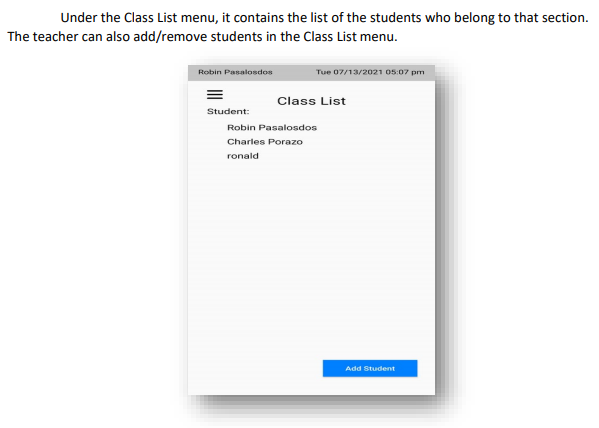 Under the Class List menu, it contains the list of the students who belong to that section.
The teacher can also add/remove students in the Class List menu.
Robin Pasalosdos Tue 07/13/2021 05:07 pm
Class List
Student:
Robin Pasalosdos
Charles Porazo
ronald
Add Student